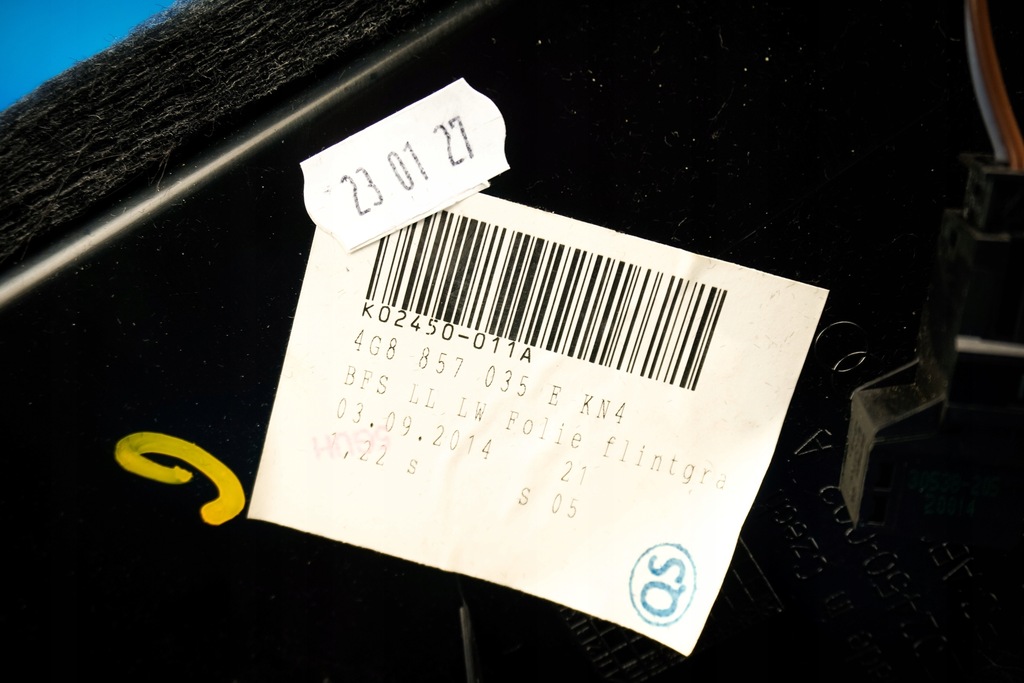 23 01 27
K02450-011A
4G8 857 035 E KN4
BFS LL LW Folie flintgra
03.09.2014 21
22 s S 05
QS